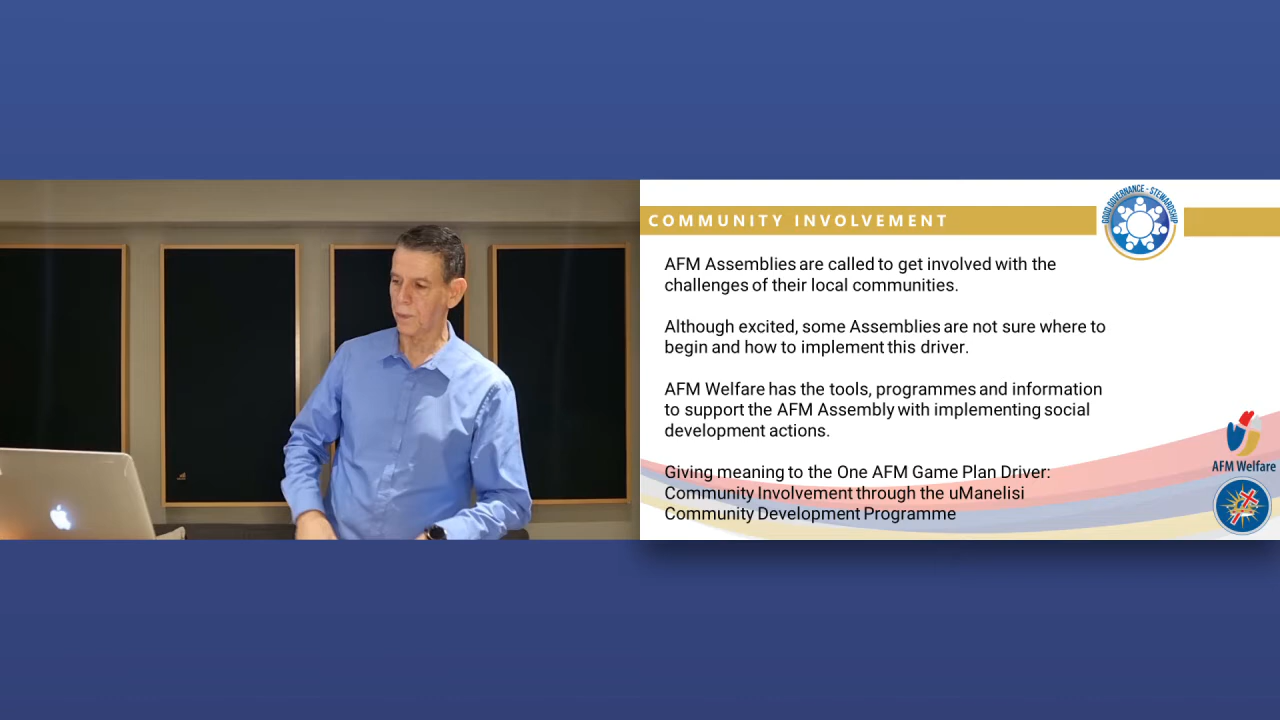 COMMUNITY INVOLVEMENT
GOOD GOVERNANCE - STEWARDSHIP
AFM Assemblies are called to get involved with the
challenges of their local communities.
Although excited, some Assemblies are not sure where to
begin and how to implement this driver.
AFM Welfare has the tools, programmes and information
to support the AFM Assembly with implementing social
development actions.
Giving meaning to the One AFM Game Plan Driver:
Community Involvement through the uManelisi
Community Development Programme
AFM Welfare